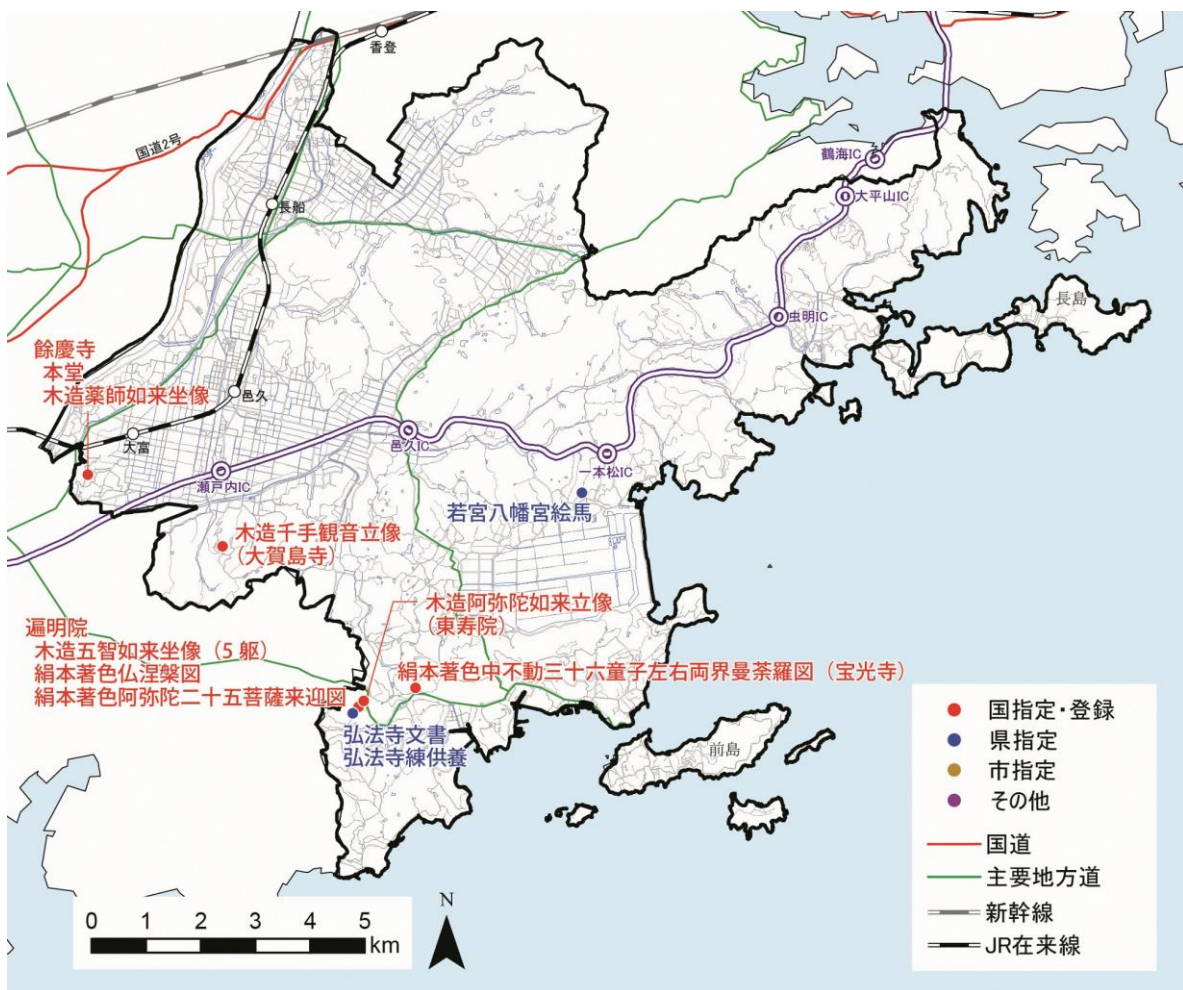 香登
国道2号
鶴海IC
大平山IC
長船
長島
虫明IC
餘慶寺
本堂
木造薬師如来坐像
邑久
大富
邑久IC
一本松IC
瀬戸内IC
若宮八幡宮絵馬
木造千手観音立像
(大賀島寺)
木造阿弥陀如来立像
(東寿院)
遍明院
木造五智如来坐像（5 躯）
絹本著色仏涅槃図
絹本著色阿弥陀二十五菩薩来迎図
絹本著色中不動三十六童子左右両界曼荼羅図（宝光寺）
弘法寺文書
弘法寺練供養
前島
国指定・登録
県指定
市指定
その他
国道
主要地方道
新幹線
JR在来線
0 1 2 3 4 5
km
N